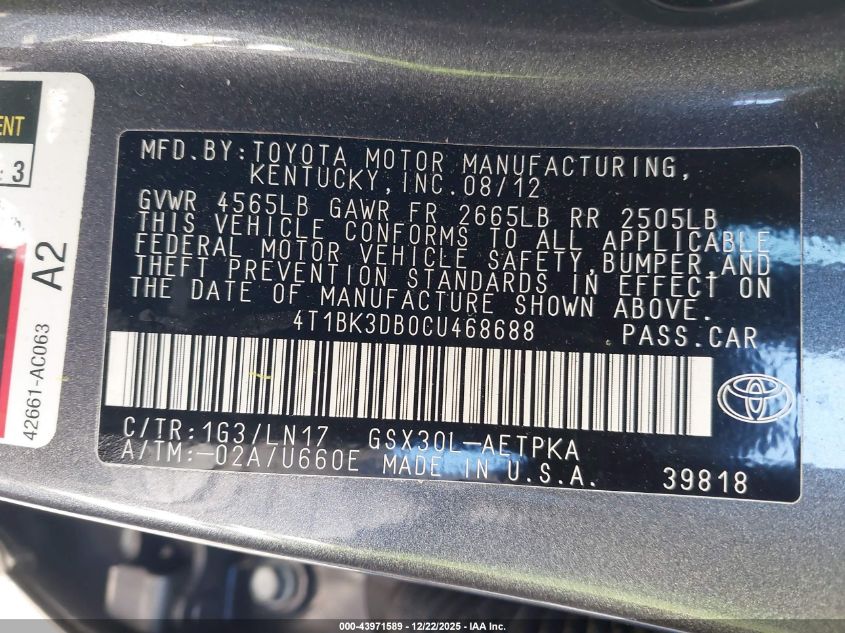 ENT
: 3
A2
42661-AC063
MFD.BY:TOYOTA MOTOR MANUFACTURING,
KENTUCKY,INC.08/12
GVWR 4565LB GAWR FR 2665LB RR 2505LB
THIS VEHICLE CONFORMS TO ALL APPLICABLE
FEDERAL MOTOR VEHICLE SAFETY,BUMPER,AND
THEFT PREVENTION STANDARDS IN EFFECT ON
THE DATE OF MANUFACTURE SHOWN ABOVE.
4T1BK3DB0CU468688 PASS.CAR
C/TR:1G3/LN17 GSX30L-AETPKA
A/TM:-02A/U660E MADE IN U.S.A. 39818
000-43971589 • 12/22/2025 • IAA Inc.